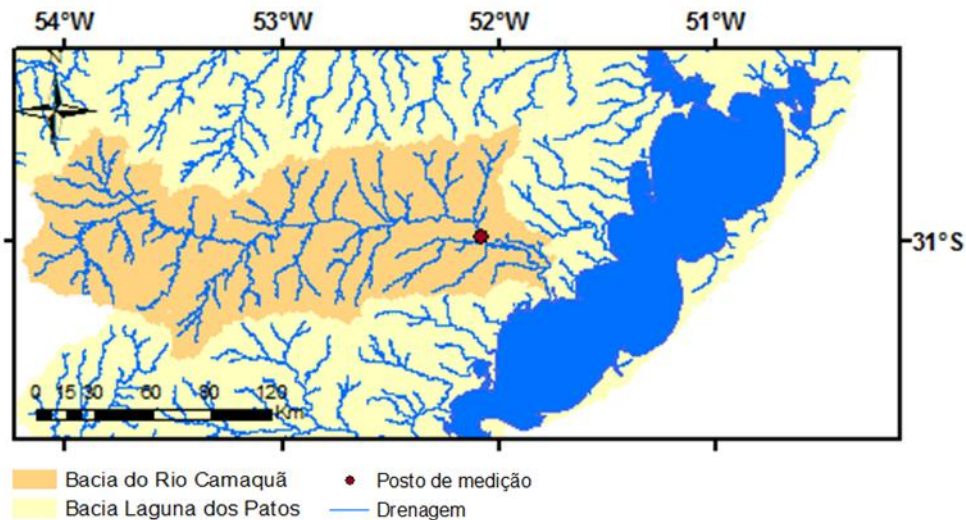 54°W 53°W 52°W 51°W
N
31°S
0 15 30 60 90 120
Km
Bacia do Rio Camaquã
Posto de medição
Bacia Laguna dos Patos
Drenagem